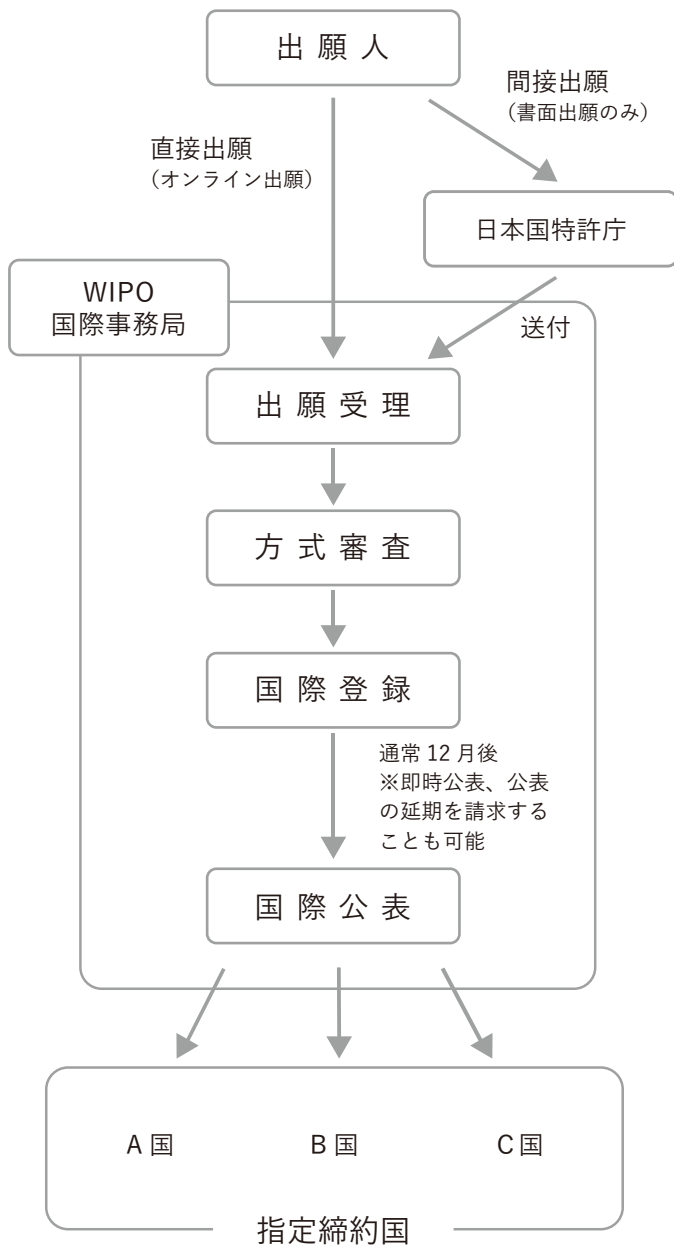 出願人
間接出願
(書面出願のみ)
直接出願
(オンライン出願)
日本国特許庁
WIPO
国際事務局
送付
出願受理
方式審査
国際登録
通常 12 月後
※即時公表、公表
の延期を請求する
ことも可能
国際公表
A 国
B 国
C 国
指定締約国